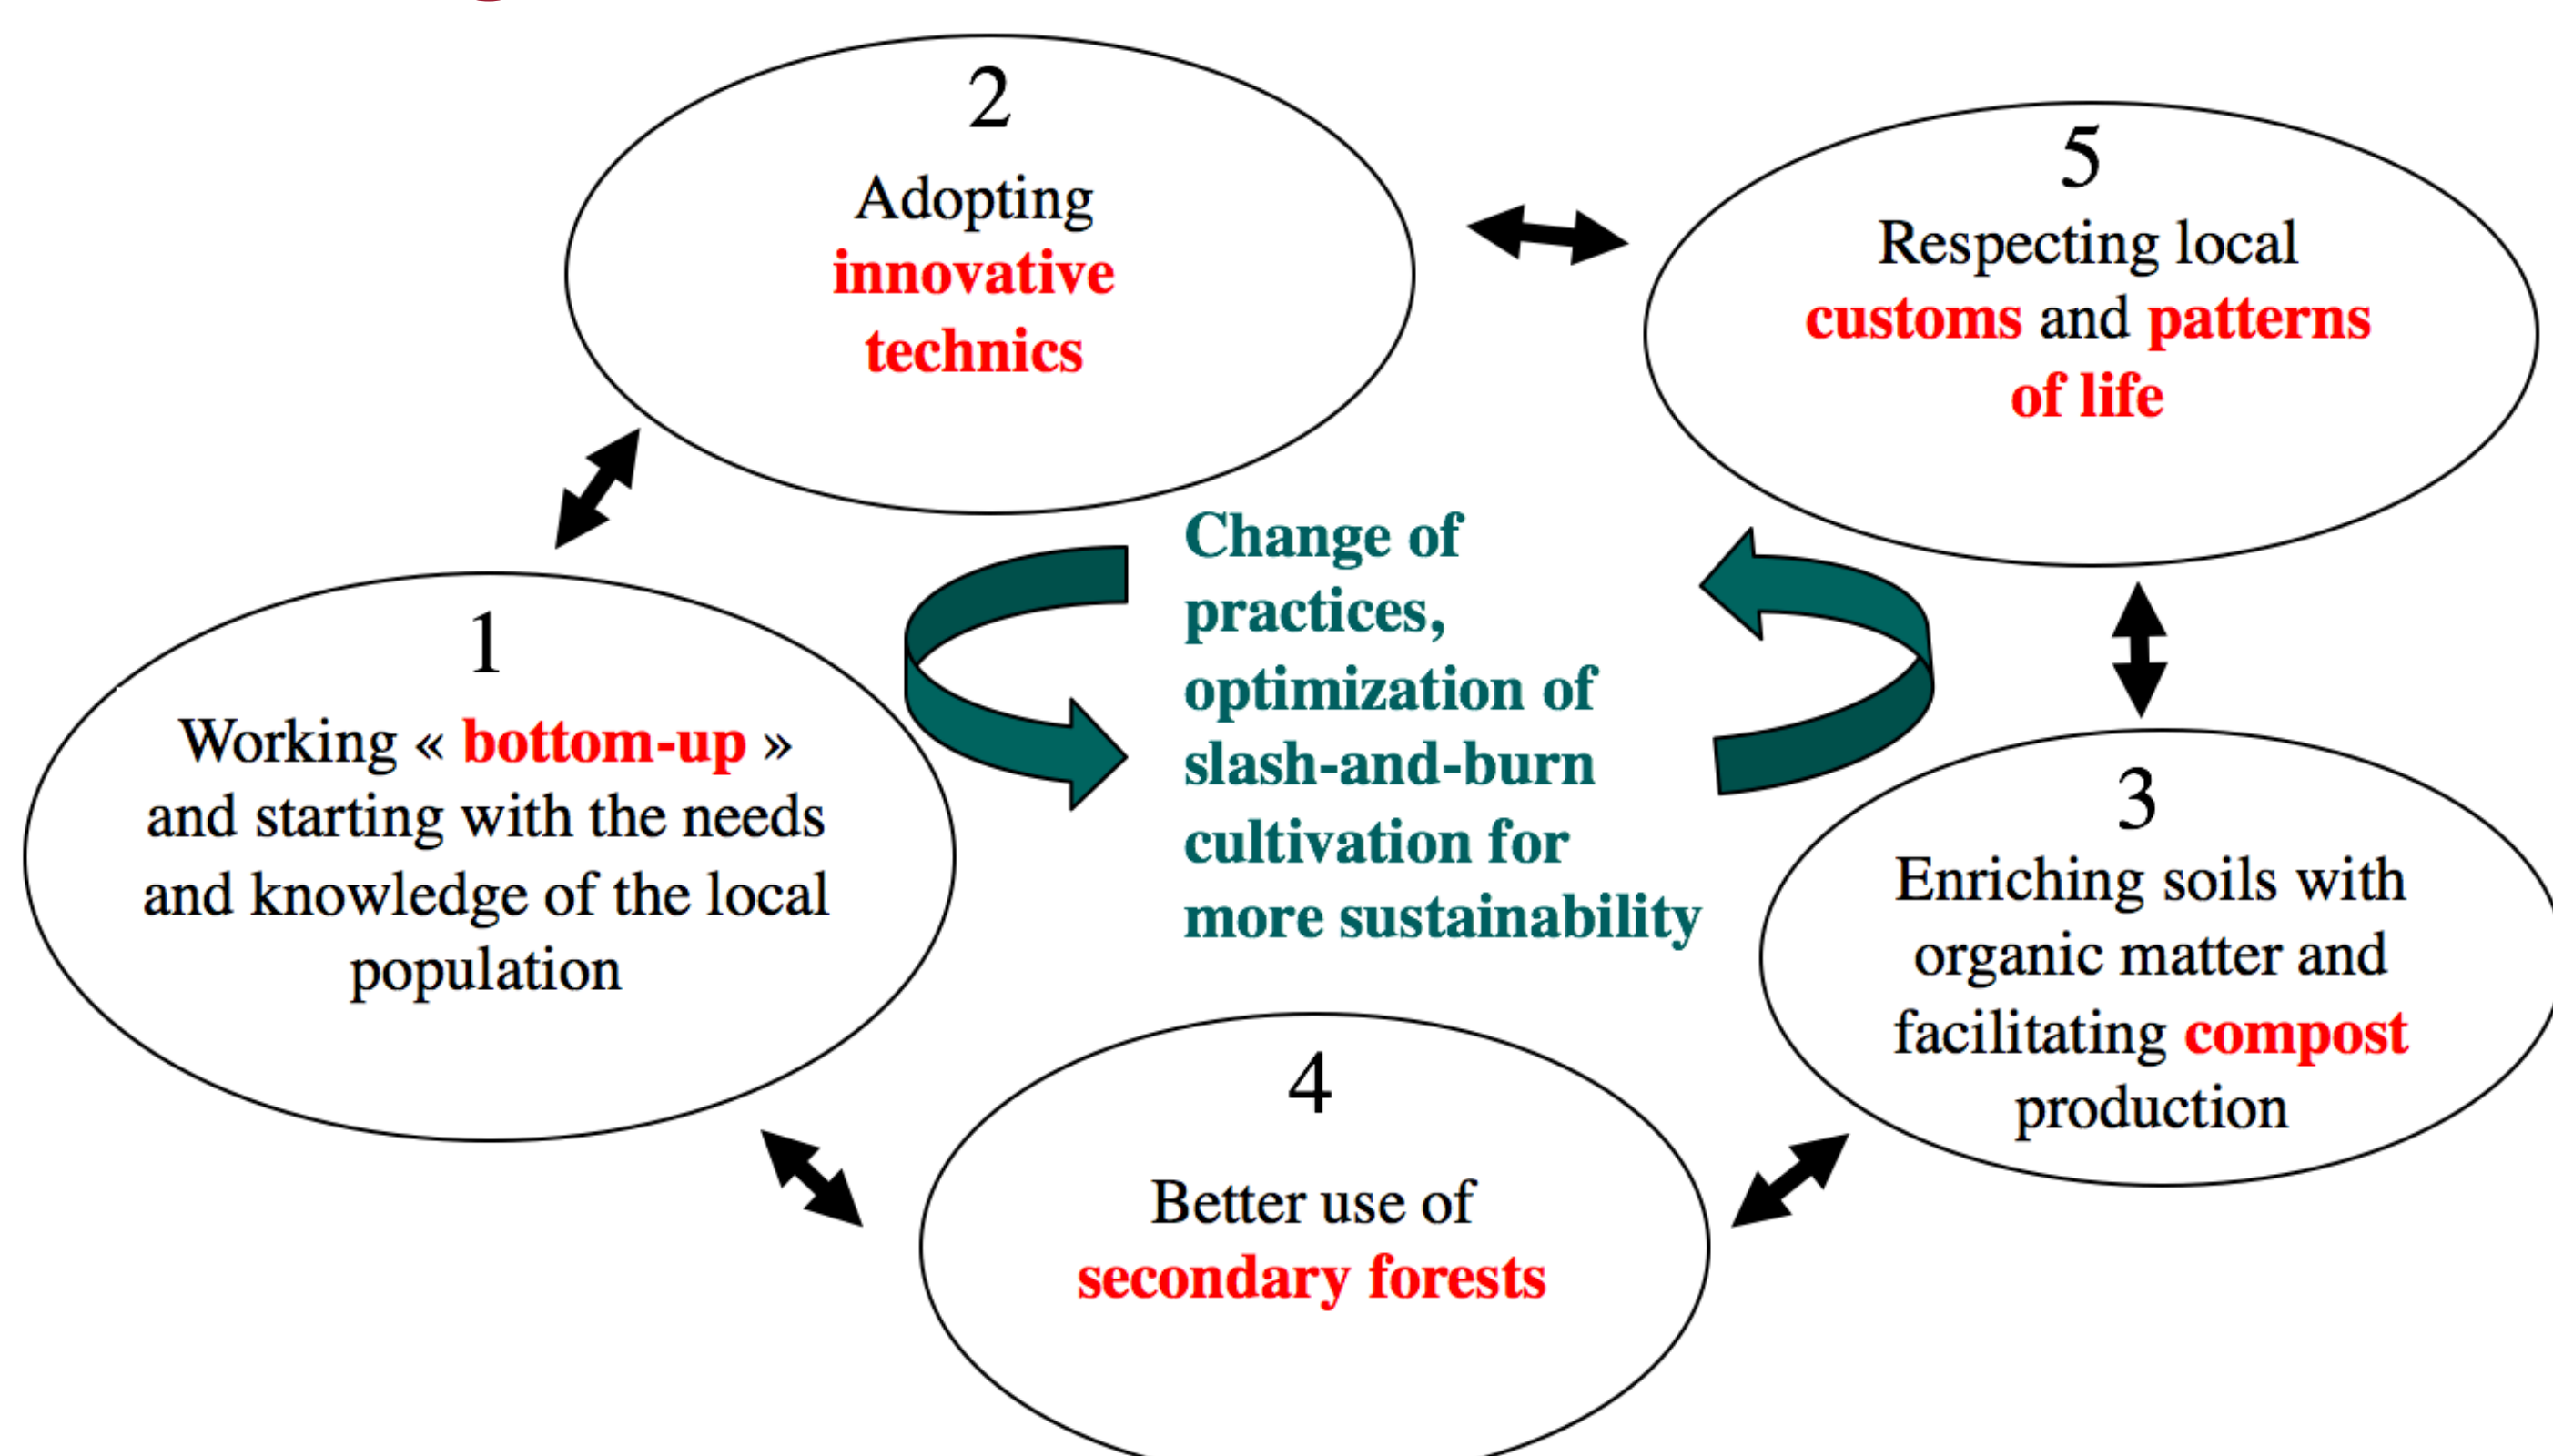 2
Adopting
innovative
technics
5
Respecting local
customs and patterns
of life
1
Working « bottom-up »
and starting with the needs
and knowledge of the local
population
Change of
practices,
optimization of
slash-and-burn
cultivation for
more sustainability
3
Enriching soils with
organic matter and
facilitating compost
production
4
Better use of
secondary forests